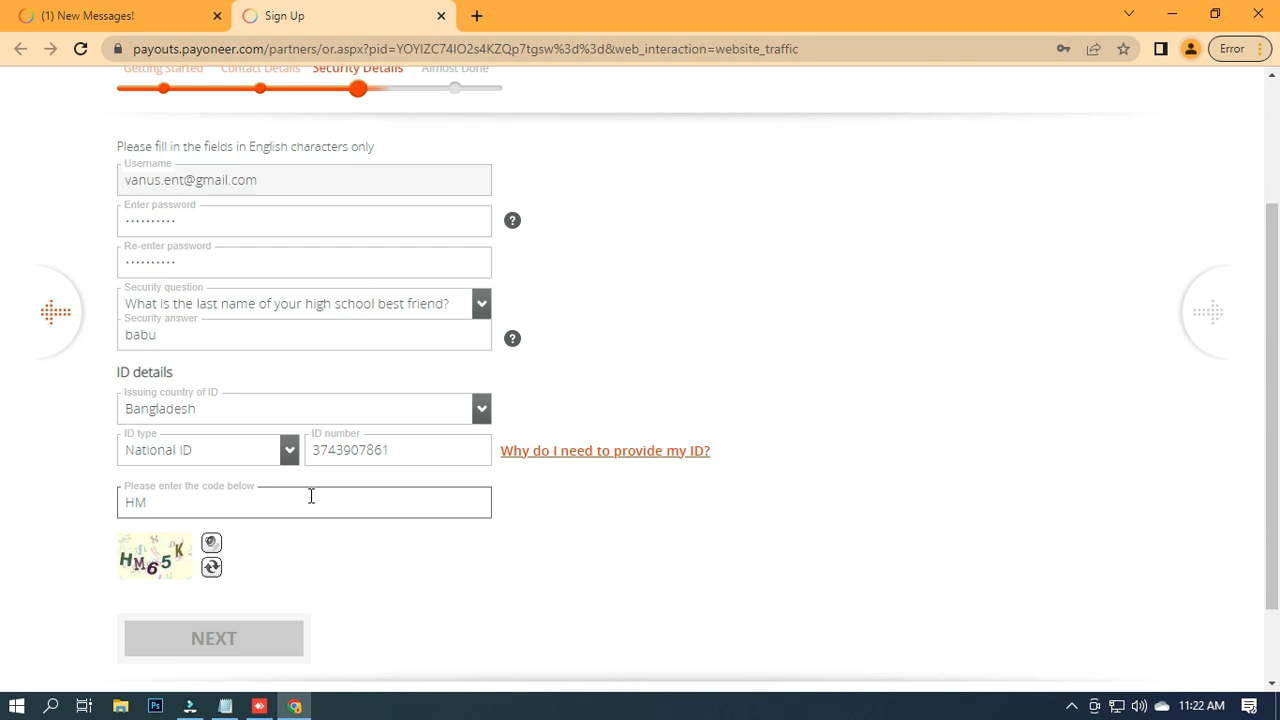 (1) New Messages!
Sign Up
payouts.payoneer.com/partners/or.aspx?pid=YOYIZC74IO2s4KZQp7tgsw%3d%3d&web_interaction=website_traffic
Error
Getting Started Contact Details Security Details Almost Done
Please fill in the fields in English characters only
Username
vanus.ent@gmail.com
Enter password
Re-enter password
Security question
What is the last name of your high school best friend?
Security answer
babu
ID details
Issuing country of ID
Bangladesh
ID type ID number
National ID 3743907861 Why do I need to provide my ID?
Please enter the code below
HM
HM65K
NEXT
11:22 AM